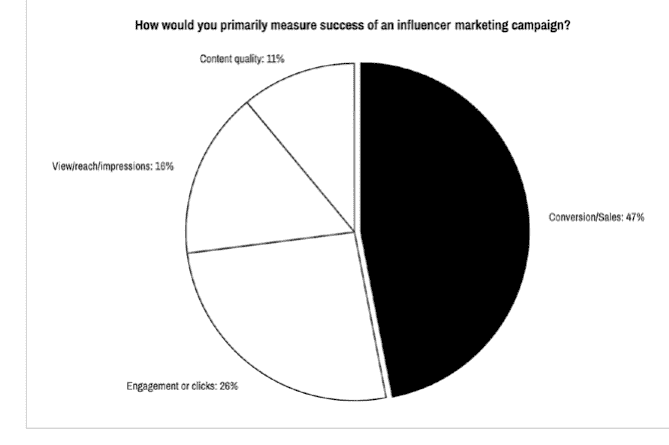 How would you primarily measure success of an influencer marketing campaign?
Content quality: 11%
View/reach/impressions: 16%
Conversion/Sales: 47%
Engagement or clicks: 26%